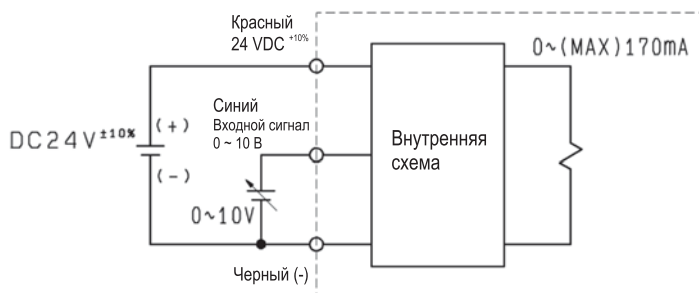 Красный
24 VDC +10%
0~(MAX)170mA
Синий
Входной сигнал
0 ~ 10 В
DC24V±10%
(+)
(-)
Внутренняя
схема
0~10V
Черный (-)